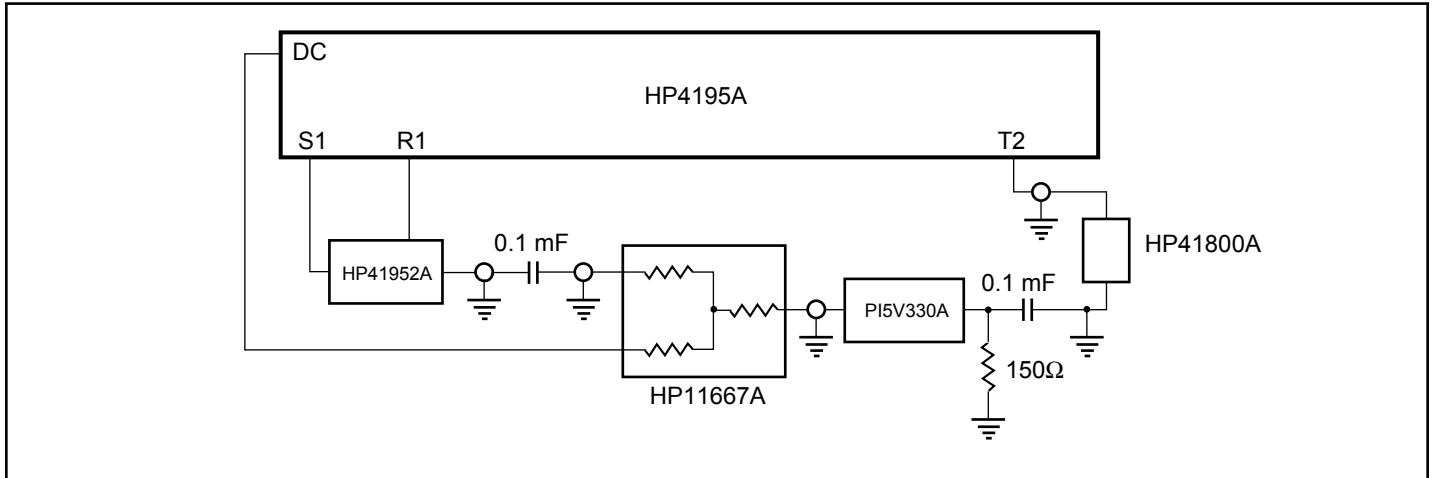 DC
HP4195A
S1
R1
T2
HP41952A
0.1 mF
HP41800A
0.1 mF
PI5V330A
150Ω
HP11667A